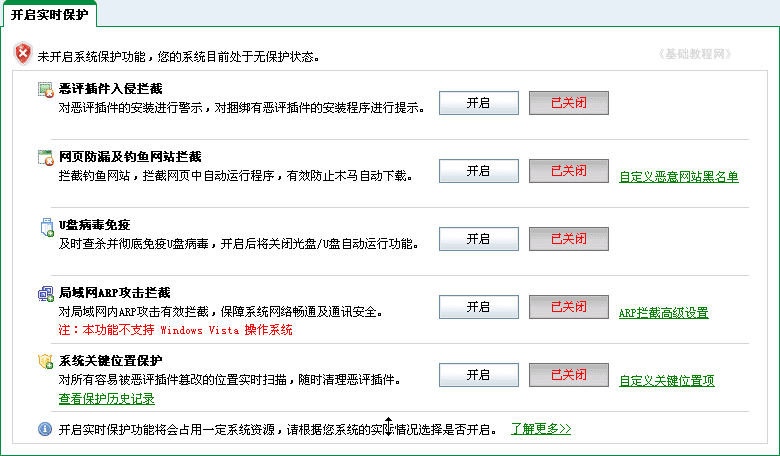 开启实时保护
未开启系统保护功能，您的系统目前处于无保护状态。
《基础教程网》
恶评插件入侵拦截
对恶评插件的安装进行警示，对捆绑有恶评插件的安装程序进行提示。
开启 已关闭
网页防漏及钓鱼网站拦截
拦截钓鱼网站，拦截网页中自动运行程序，有效防止木马自动下载。
开启 已关闭 自定义恶意网站黑名单
U盘病毒免疫
及时查杀并彻底免疫U盘病毒，开启后将关闭光盘/U盘自动运行功能。
开启 已关闭
局域网ARP攻击拦截
对局域网内ARP攻击有效拦截，保障系统网络畅通及通讯安全。
注：本功能不支持 Windows Vista 操作系统
开启 已关闭 ARP拦截高级设置
系统关键位置保护
对所有容易被恶评插件篡改的位置实时扫描，随时清理恶评插件。
查看保护历史记录
开启 已关闭 自定义关键位置项
开启实时保护功能将会占用一定系统资源，请根据您系统的实际情况选择是否开启。 了解更多>>